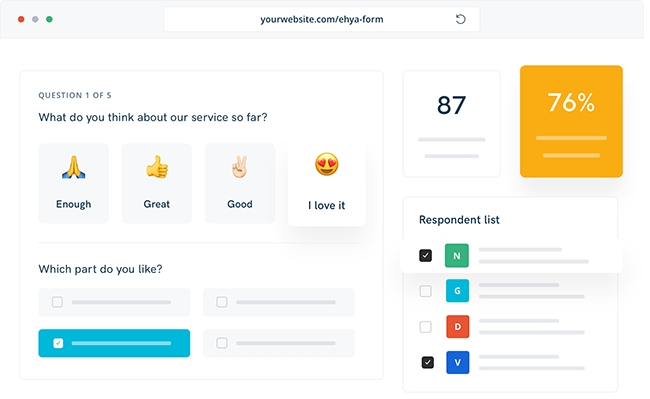 yourwebsite.com/ehya-form
QUESTION 1 OF 5
What do you think about our service so far?
Enough
Great
Good
I love it
Which part do you like?
87
76%
Respondent list
N
G
D
V